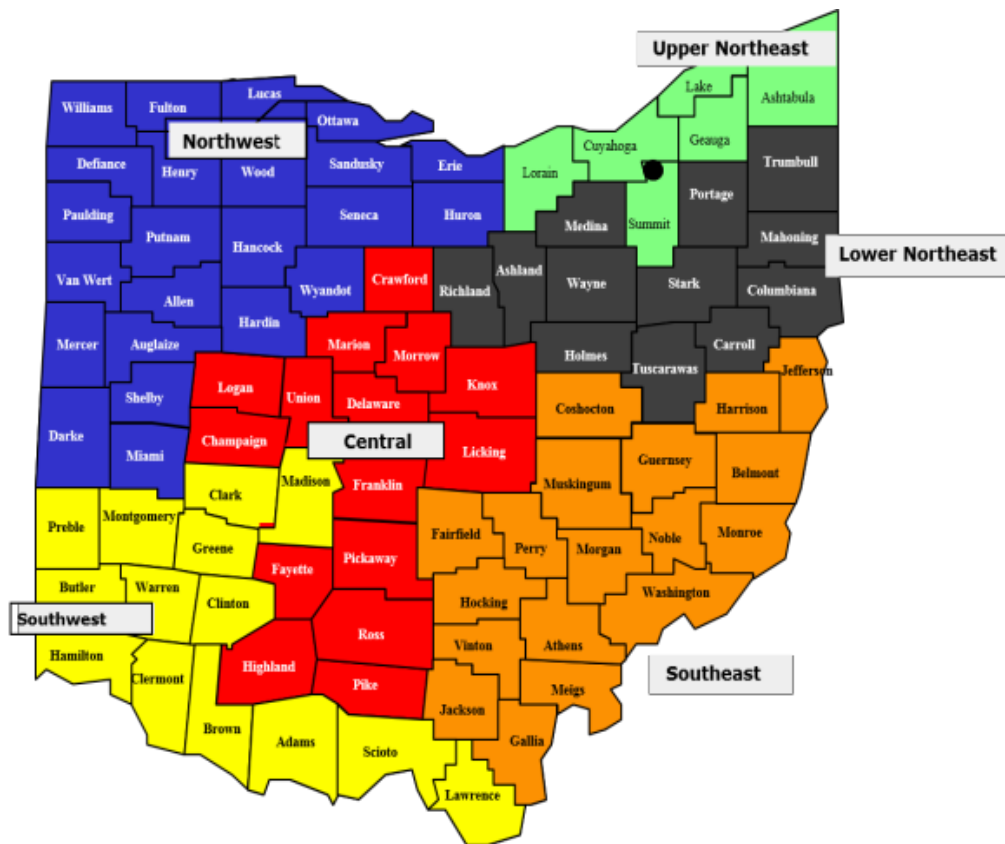 Upper Northeast
Lake
Ashtabula
Lucas
Williams
Fulton
Ottawa
Northwest
Cuyahoga
Geauga
Defiance
Henry
Wood
Sandusky
Erie
Lorain
Trumbull
Portage
Paulding
Putnam
Seneca
Huron
Medina
Summit
Hancock
Mahoning
Lower Northeast
Van Wert
Allen
Wyandot
Crawford
Richland
Ashland
Wayne
Stark
Columbiana
Hardin
Mercer
Auglaize
Marion
Morrow
Holmes
Carroll
Tuscarawas
Jefferson
Logan
Union
Knox
Shelby
Delaware
Coshocton
Harrison
Darke
Champaign
Central
Licking
Miami
Guernsey
Belmont
Clark
Madison
Franklin
Muskingum
Preble
Montgomery
Fairfield
Noble
Monroe
Greene
Perry
Morgan
Fayette
Pickaway
Butler
Warren
Clinton
Hocking
Washington
Southwest
Ross
Vinton
Athens
Hamilton
Highland
Southeast
Clermont
Pike
Meigs
Jackson
Brown
Adams
Scioto
Gallia
Lawrence